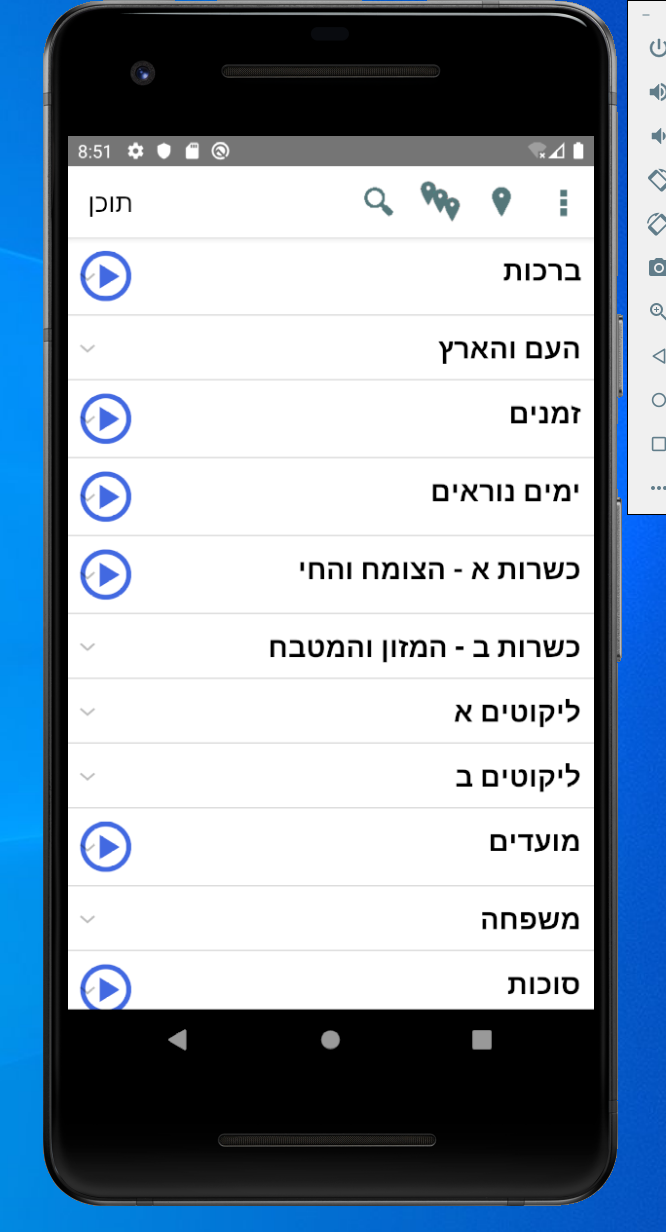 8:51
תוכן
ברכות
העם והארץ
זמנים
ימים נוראים
כשרות א - הצומח והחי
כשרות ב - המזון והמטבח
ליקוטים א
ליקוטים ב
מועדים
משפחה
סוכות